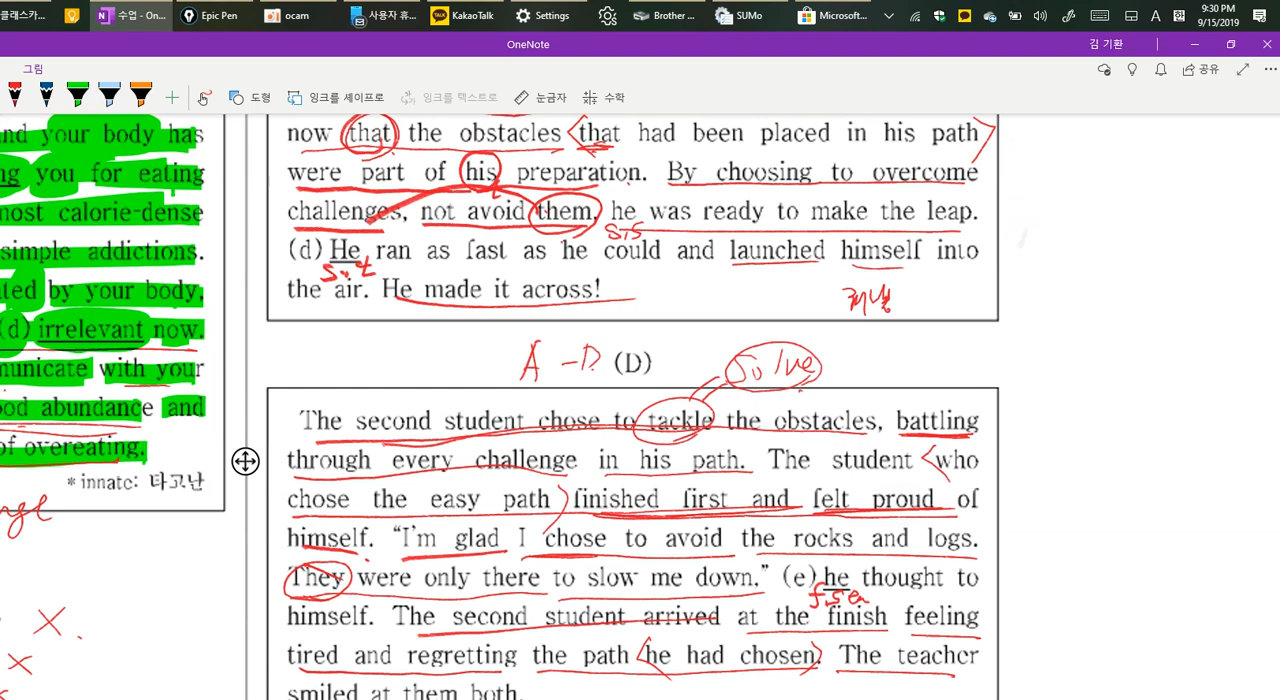 클래스카...
수업 - On...
Epic Pen
ocam
사용자 휴...
KakaoTalk
Settings
Brother ...
SUMo
Microsoft...
A
9:30 PM
9/15/2019
OneNote
김 기환
그림
공유
도형
잉크를 셰이프로
잉크를 텍스트로
눈금자
수학
nd your body has
ng you for eating
most calorie-dense
simple addictions.
ated by your body,
(d) irrelevant now.
municate with your
ood abundance and
of overeating.
* innate: 타고난
now that the obstacles that had been placed in his path
were part of his preparation. By choosing to overcome
challenges, not avoid them, he was ready to make the leap.
(d) He ran as fast as he could and launched himself into
the air. He made it across!
A - D (D)
Solve
The second student chose to tackle the obstacles, battling
through every challenge in his path. The student who
chose the easy path finished first and felt proud of
himself. “I’m glad I chose to avoid the rocks and logs.
They were only there to slow me down.” (e) he thought to
himself. The second student arrived at the finish feeling
tired and regretting the path he had chosen. The teacher
smiled at them both.